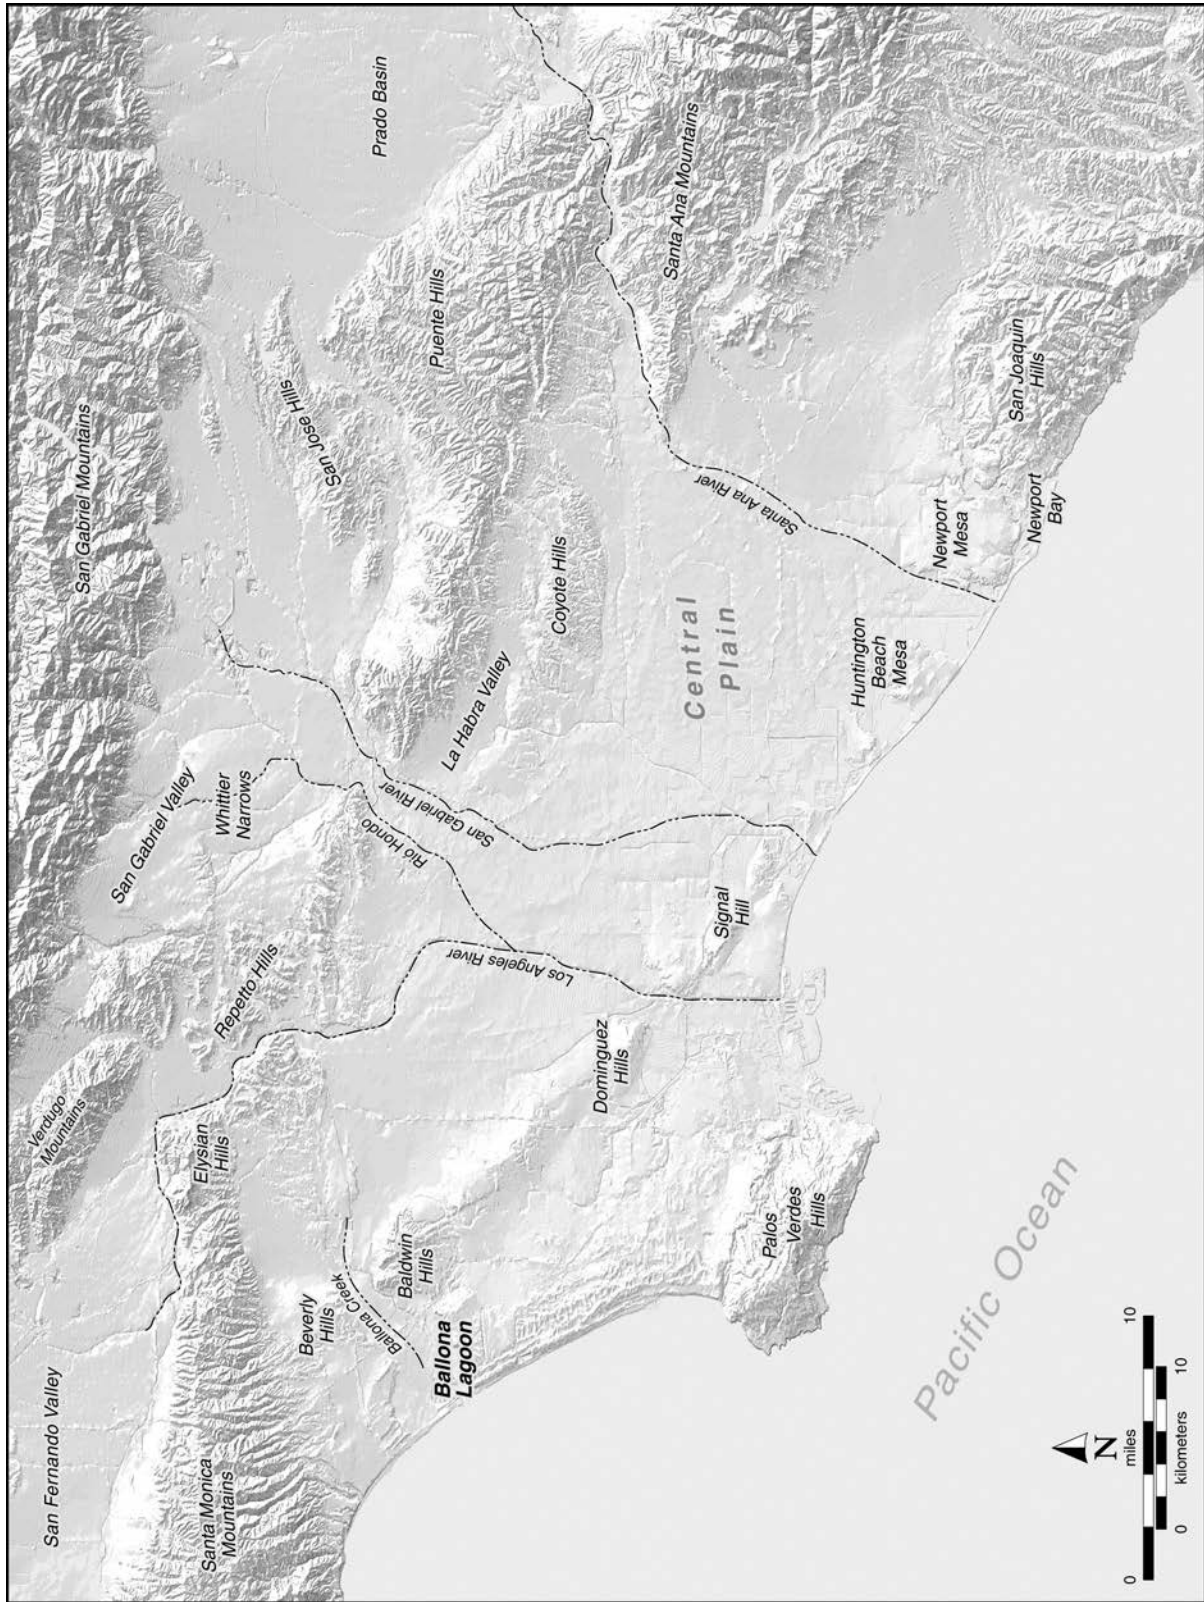 San Fernando Valley
Verdugo
Mountains
San Gabriel Mountains
San Gabriel Valley
Whittier
Narrows
Prado Basin
Santa Monica
Mountains
Elysian
Hills
Repetto Hills
San Jose Hills
Puente Hills
Beverly
Hills
Ballona Creek
Baldwin
Hills
Ballona
Lagoon
Rió Hondo
San Gabriel River
La Habra Valley
Coyote Hills
Santa Ana Mountains
Los Angeles River
Dominguez
Hills
Signal
Hill
Central
Plain
Santa Ana River
Palos
Verdes
Hills
Huntington
Beach
Mesa
Newport
Mesa
Newport
Bay
San Joaquin
Hills
Pacific Ocean
N
0
miles
10
0
kilometers
10